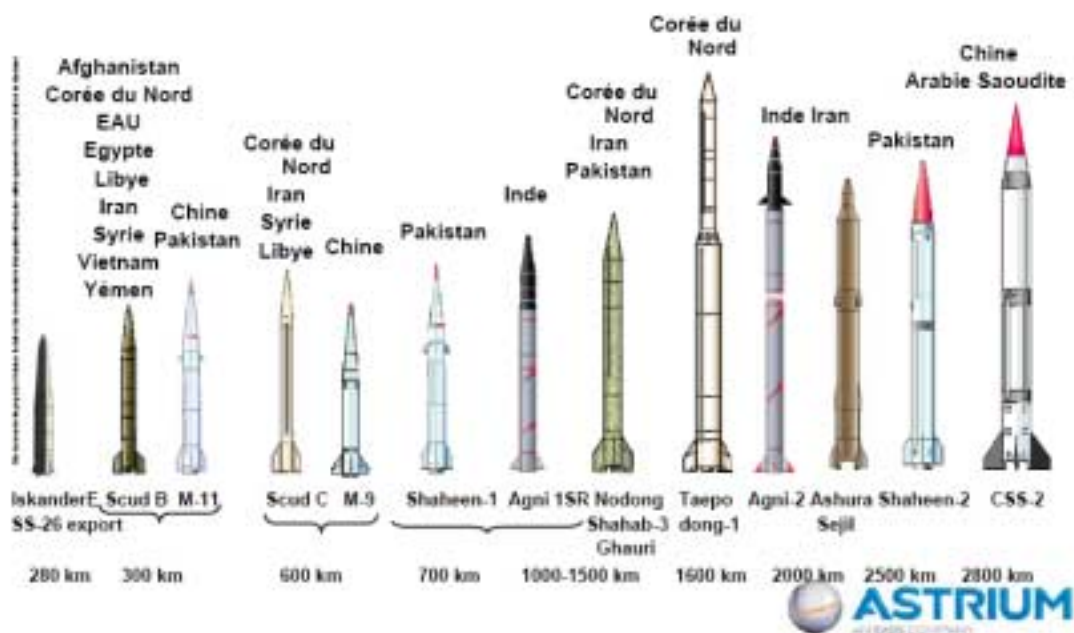 Afghanistan
Corée du Nord
EAU
Egypte
Libye
Iran
Syrie
Vietnam
Yémen
Chine
Pakistan
Corée du
Nord
Iran
Syrie
Libye
Chine
Pakistan
Inde
Corée du
Nord
Iran
Pakistan
Corée du
Nord
Inde Iran
Pakistan
Chine
Arabie Saoudite
IskanderE Scud B M-11 Scud C M-9 Shaheen-1 Agni 1SR Nodong Taepo Agni-2 Ashura Shaheen-2 CSS-2
SS-26 export Shahab-3 dong-1 Sejil
Ghauri
280 km 300 km 600 km 700 km 1000-1500 km 1600 km 2000 km 2500 km 2800 km
ASTRIUM